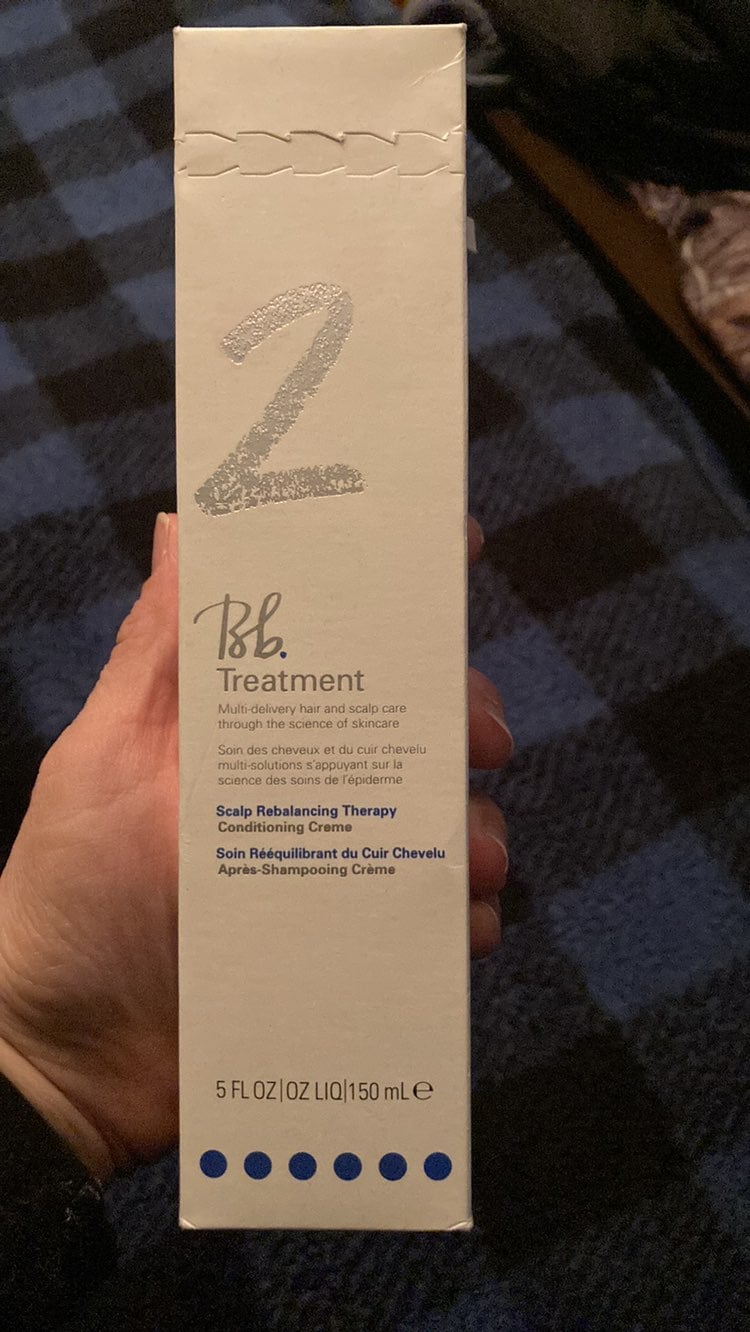 2
Bb.
Treatment
Multi-delivery hair and scalp care
through the science of skincare
Soin des cheveux et du cuir chevelu
multi-solutions s'appuyant sur la
science des soins de l'épiderme
Scalp Rebalancing Therapy
Conditioning Creme
Soin Rééquilibrant du Cuir Chevelu
Après-Shampooing Crème
5 FL OZ|OZ LIQ|150 mL ℮